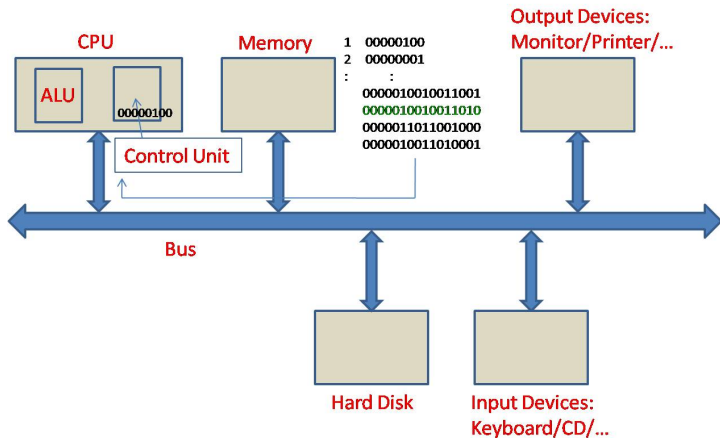 CPU
ALU
00000100
Control Unit
Memory
1 00000100
2 00000001
: :
0000010010011001
0000010010011010
0000011011001000
0000010011010001
Output Devices:
Monitor/Printer/...
Bus
Hard Disk
Input Devices:
Keyboard/CD/...